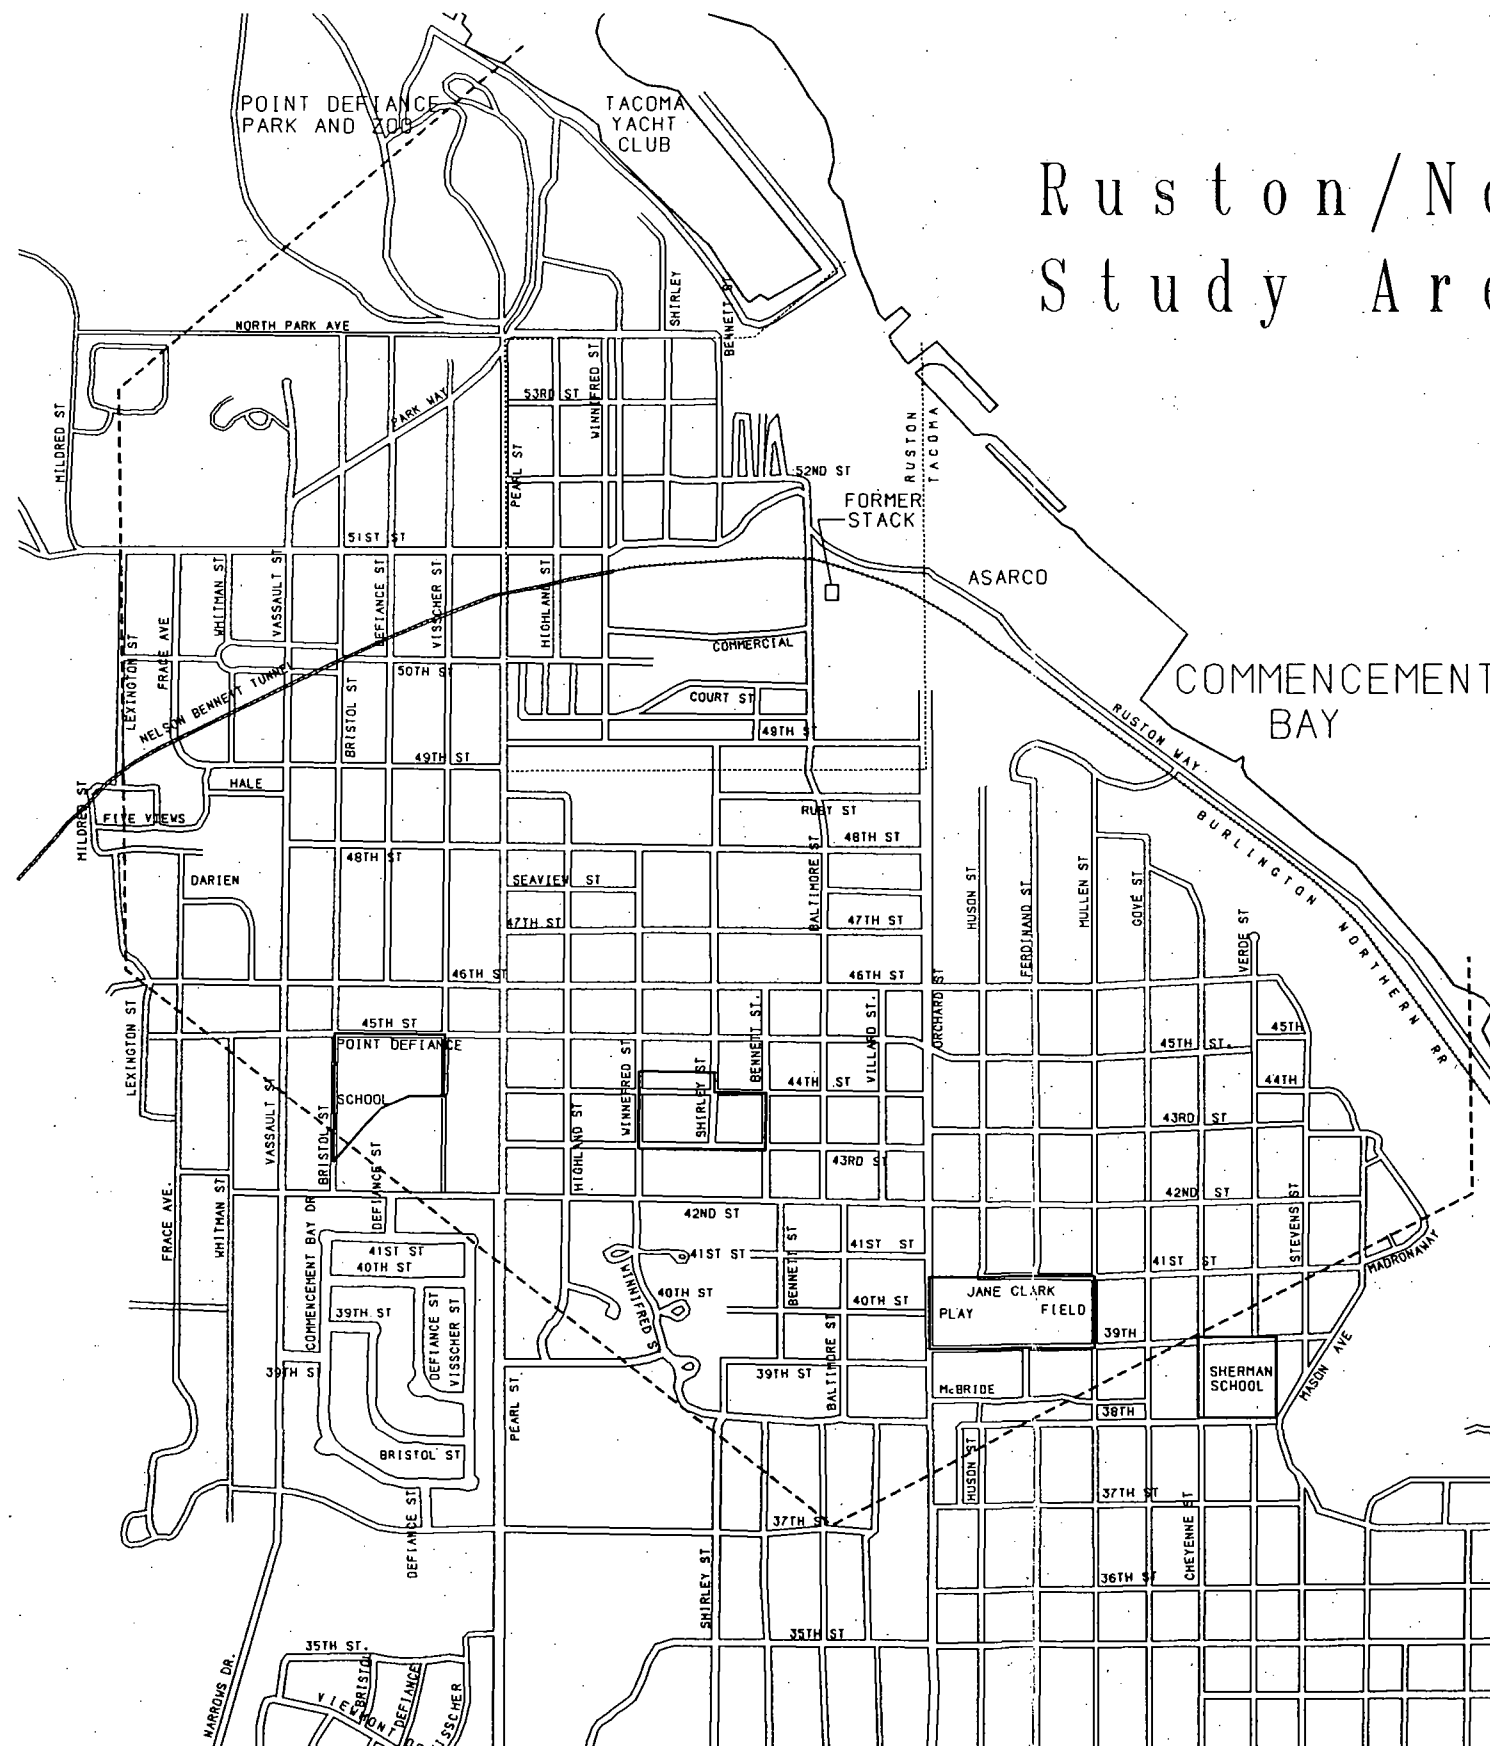 POINT DEFIANCE
PARK AND ZOO
TACOMA
YACHT
CLUB
Ruston/No
Study Are
SHIRLEY
BENNETT ST
NORTH PARK AVE
WINNIFRED ST
53RD ST
PARK WAY
MILDRED ST
PEARL ST
RUSTON
TACOMA
52ND ST
FORMER
STACK
51ST ST
ASARCO
WHITMAN ST
VASSAULT ST
DEFIANCE ST
VISSCHER ST
HIGHLAND ST
LEXINGTON ST
FRACE AVE
COMMERCIAL
NELSON BENNETT TUNNEL
50TH ST
COURT ST
COMMENCEMENT
BAY
BRISTOL ST
49TH ST
49TH ST
RUSTON WAY
HALE
MILDRED ST
FIVE VIEWS
RUBY ST
48TH ST
BURLINGTON NORTHERN RR
48TH ST
DARIEN
SEAVIEW ST
BALTIMORE ST
HUSON ST
FERDINAND ST
MULLEN ST
GOVE ST
47TH ST
47TH ST
VERDE ST
46TH ST
46TH ST
ORCHARD ST
LEXINGTON ST
45TH ST
BENNETT ST.
VILLARD ST.
45TH ST.
45TH
POINT DEFIANCE
SCHOOL
VASSAULT ST
BRISTOL ST
WINNIFRED ST
SHIRLEY ST
44TH ST
44TH
HIGHLAND ST
43RD ST
43RD ST
DEFIANCE ST
FRACE AVE.
WHITMAN ST
COMMENCEMENT BAY DR
42ND ST
42ND ST
STEVENS ST
41ST ST
40TH ST
41ST ST
BENNETT ST
41ST ST
41ST ST
MADRONAWAY
WINNIFRED S
40TH ST
40TH ST
JANE CLARK
PLAY FIELD
39TH ST
DEFIANCE ST
VISSCHER ST
39TH
39TH ST
39TH ST
BALTIMORE ST
McBRIDE
SHERMAN
SCHOOL
MASON AVE
PEARL ST
38TH
BRISTOL ST
HUSON ST
DEFIANCE ST
37TH ST
37TH ST
CHEYENNE ST
SHIRLEY ST
36TH ST
35TH ST
35TH ST.
NARROWS DR.
BRISTOL
DEFIANCE
VIEWMONT
VISSCHER